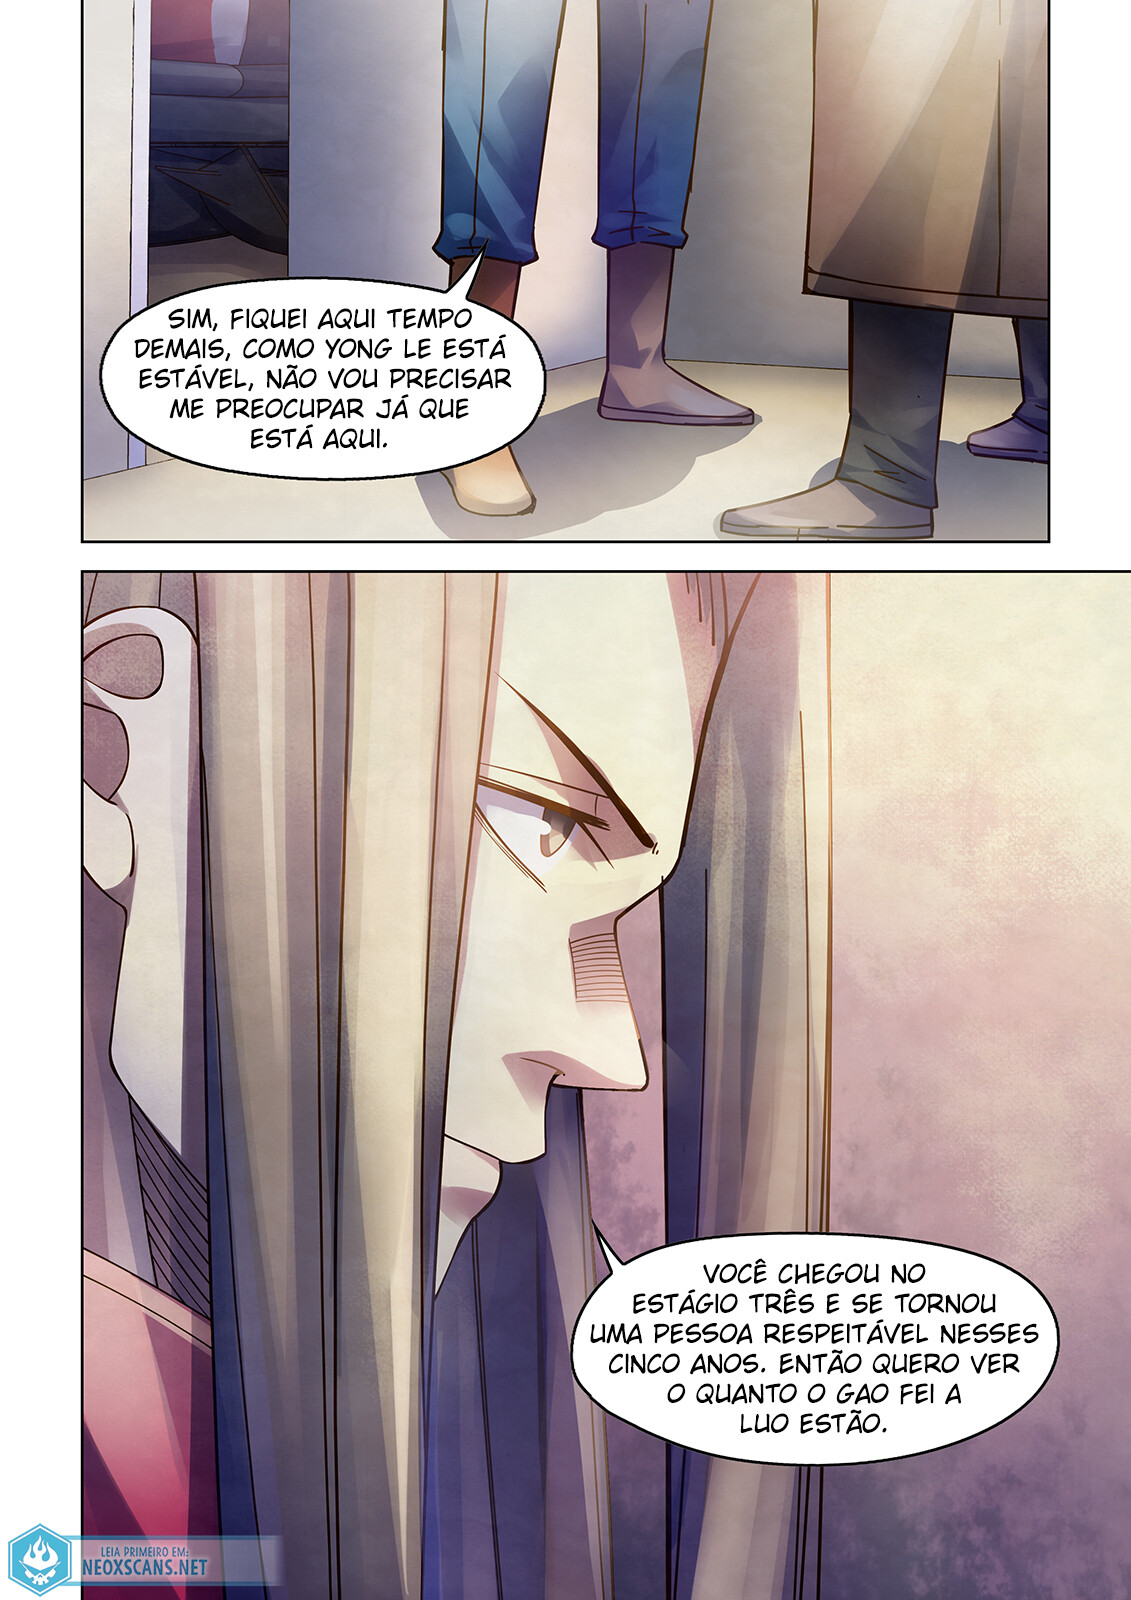 SIM, FIQUEI AQUI TEMPO
DEMAIS, COMO YONG LE ESTÁ
ESTÁVEL, NÃO VOU PRECISAR
ME PREOCUPAR JÁ QUE
ESTÁ AQUI.
VOCÊ CHEGOU NO
ESTÁGIO TRÊS E SE TORNOU
UMA PESSOA RESPEITÁVEL NESSES
CINCO ANOS. ENTÃO QUERO VER
O QUANTO O GAO FEI A
LUO ESTÃO.
LEIA PRIMEIRO EM:
NEOXSCANS.NET